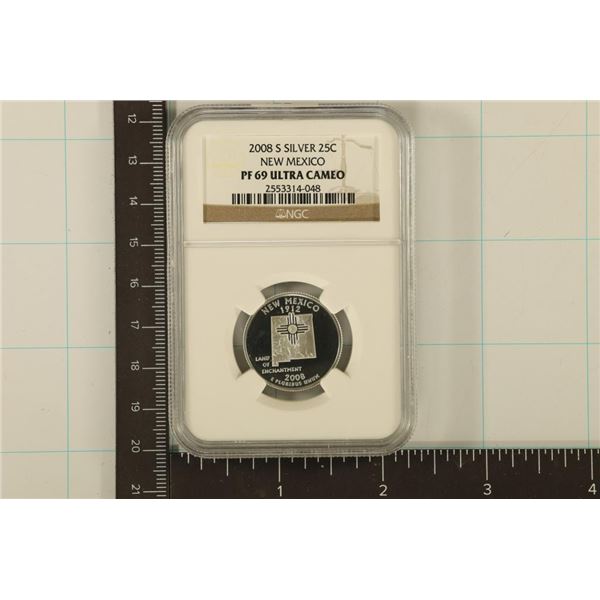 2008 S SILVER 25C
NEW MEXICO
PF 69 ULTRA CAMEO
2553314-048
NGC
NEW MEXICO
1912
LAND
OF
ENCHANTMENT
2008
E PLURIBUS UNUM
12
13
14
15
16
17
18
19
20
21
1
2
3
4